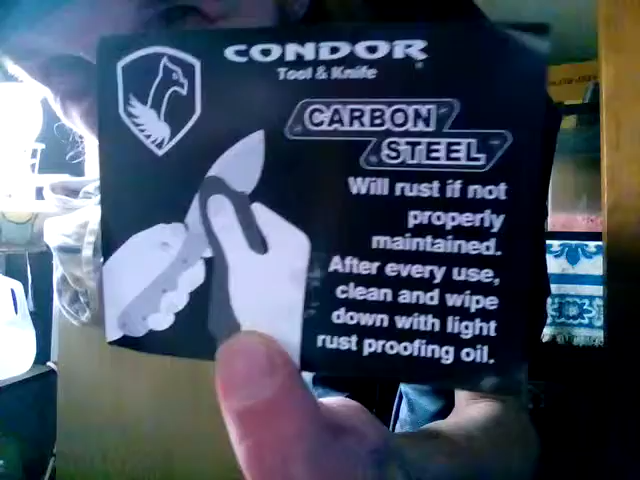 CONDOR
Tool & Knife
CARBON
STEEL
Will rust if not
properly
maintained.
After every use,
clean and wipe
down with light
rust proofing oil.